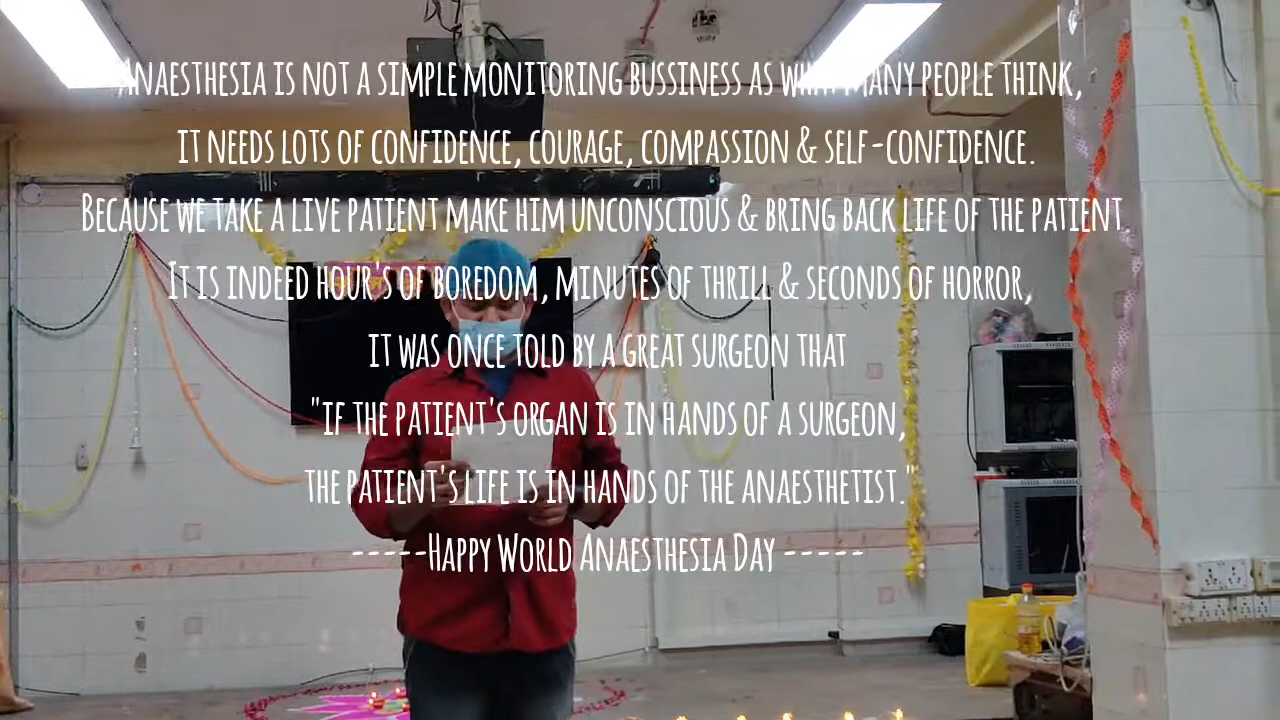 ANAESTHESIA IS NOT A SIMPLE MONITORING BUSSINESS AS WHAT MANY PEOPLE THINK,
IT NEEDS LOTS OF CONFIDENCE, COURAGE, COMPASSION & SELF-CONFIDENCE.
BECAUSE WE TAKE A LIVE PATIENT MAKE HIM UNCONSCIOUS & BRING BACK LIFE OF THE PATIENT.
IT IS INDEED HOUR'S OF BOREDOM, MINUTES OF THRILL & SECONDS OF HORROR,
IT WAS ONCE TOLD BY A GREAT SURGEON THAT
"IF THE PATIENT'S ORGAN IS IN HANDS OF A SURGEON,
THE PATIENT'S LIFE IS IN HANDS OF THE ANAESTHETIST."
-----HAPPY WORLD ANAESTHESIA DAY -----